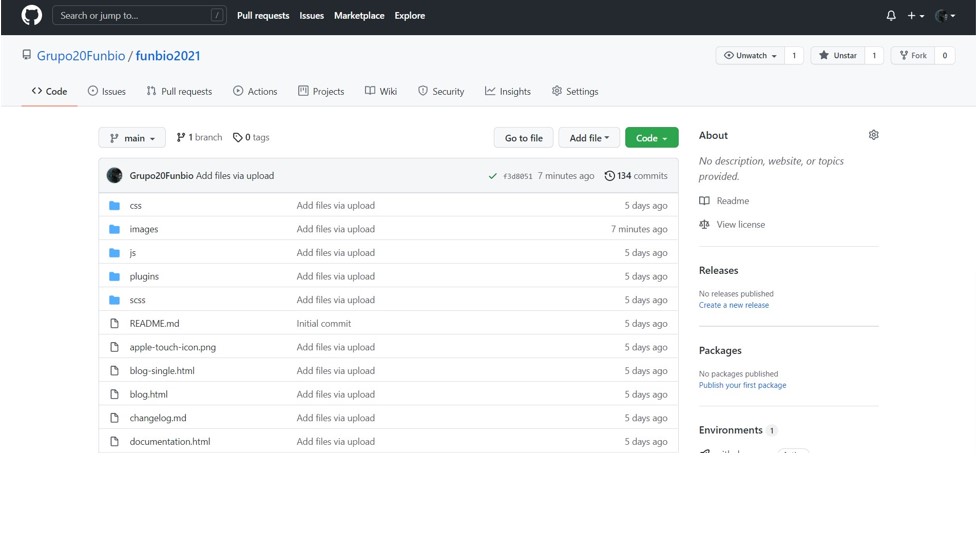 Search or jump to... /
Pull requests Issues Marketplace Explore
Grupo20Funbio / funbio2021
Unwatch 1 Unstar 1 Fork 0
Code Issues Pull requests Actions Projects Wiki Security Insights Settings
main 1 branch 0 tags
Go to file Add file Code
Grupo20Funbio Add files via upload f3d8051 7 minutes ago 134 commits
css Add files via upload 5 days ago
images Add files via upload 7 minutes ago
js Add files via upload 5 days ago
plugins Add files via upload 5 days ago
scss Add files via upload 5 days ago
README.md Initial commit 5 days ago
apple-touch-icon.png Add files via upload 5 days ago
blog-single.html Add files via upload 5 days ago
blog.html Add files via upload 5 days ago
changelog.md Add files via upload 5 days ago
documentation.html Add files via upload 5 days ago
About
No description, website, or topics
provided.
Readme
View license
Releases
No releases published
Create a new release
Packages
No packages published
Publish your first package
Environments 1